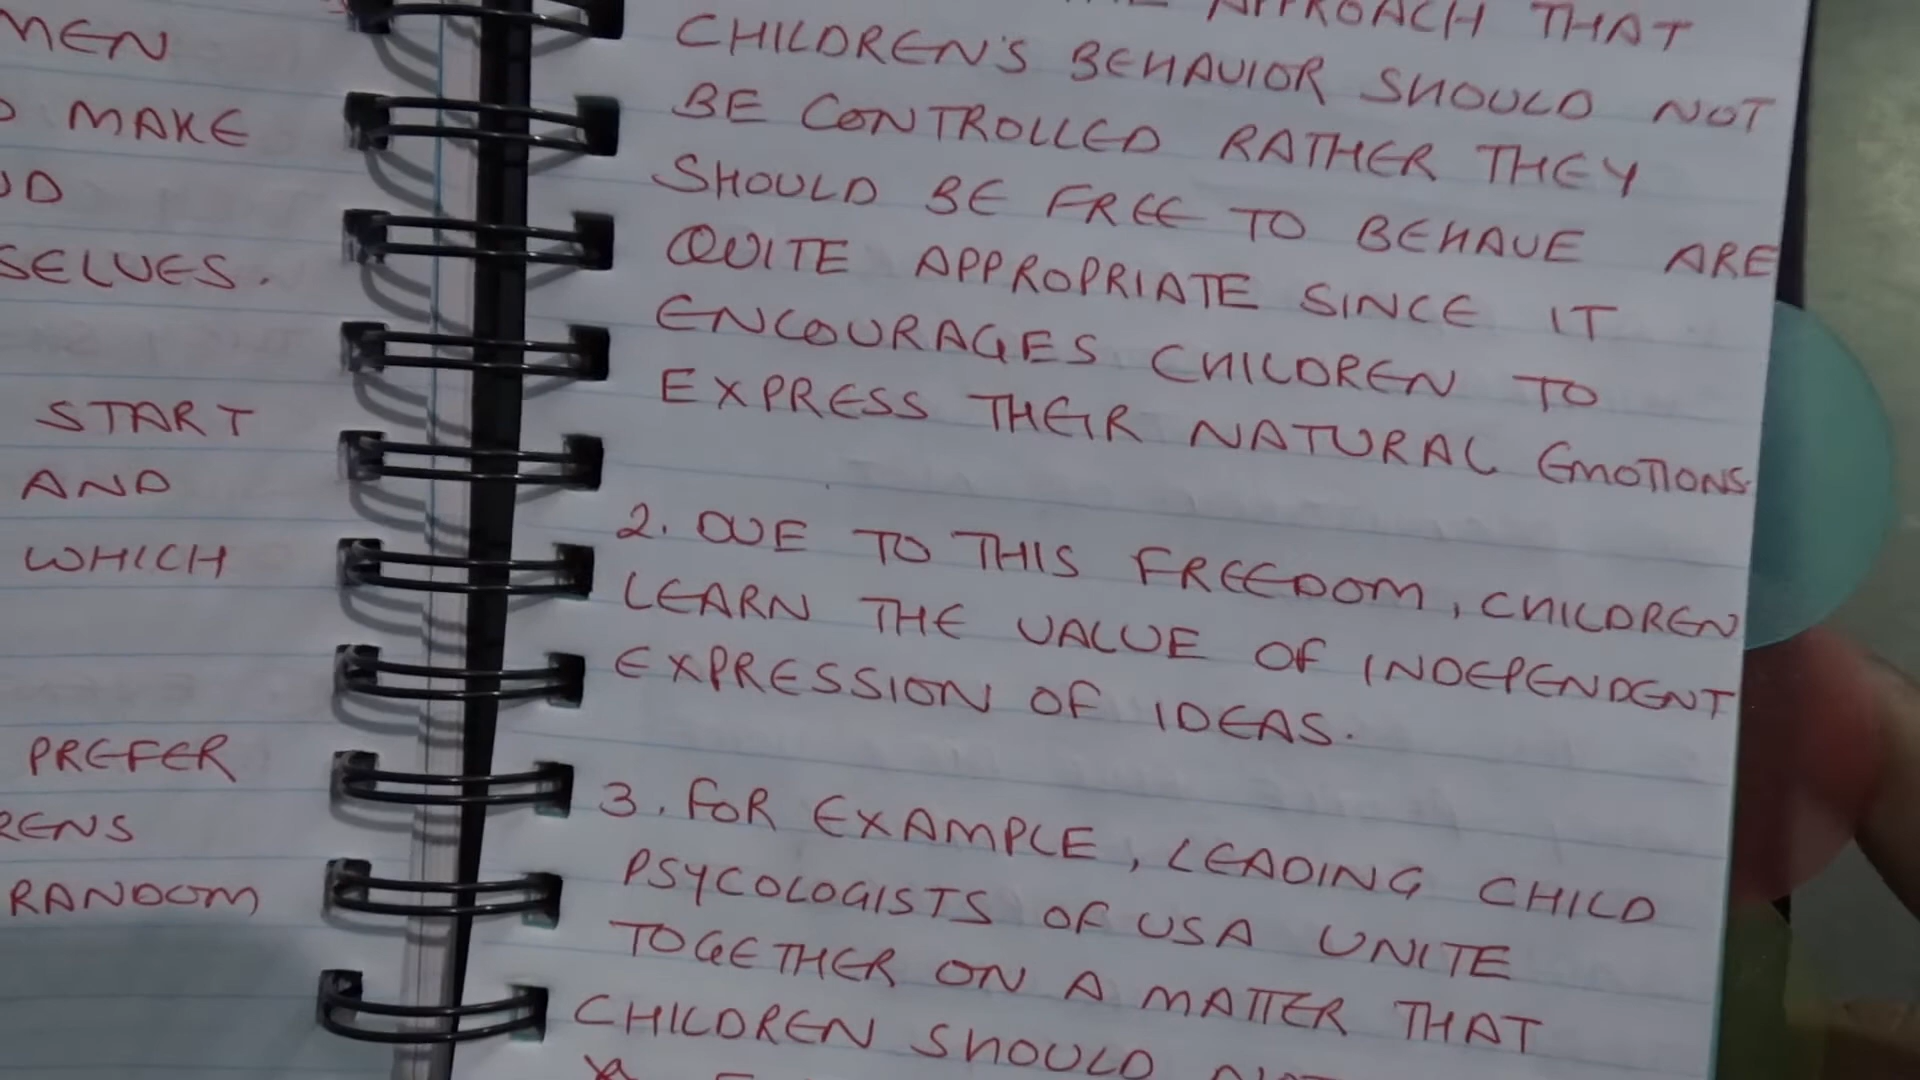 MEN
MAKE
SELVES.
START
AND
WHICH
PREFER
RENS
RANDOM
APPROACH THAT
CHILDREN'S BEHAVIOR SHOULD NOT
BE CONTROLLED RATHER THEY
SHOULD BE FREE TO BEHAVE ARE
QUITE APPROPRIATE SINCE IT
ENCOURAGES CHILDREN TO
EXPRESS THEIR NATURAL EMOTIONS.
2. DUE TO THIS FREEDOM, CHILDREN
LEARN THE VALUE OF INDEPENDENT
EXPRESSION OF IDEAS.
3. FOR EXAMPLE, LEADING CHILD
PSYCOLOGISTS OF USA UNITE
TOGETHER ON A MATTER THAT
CHILDREN SHOULD